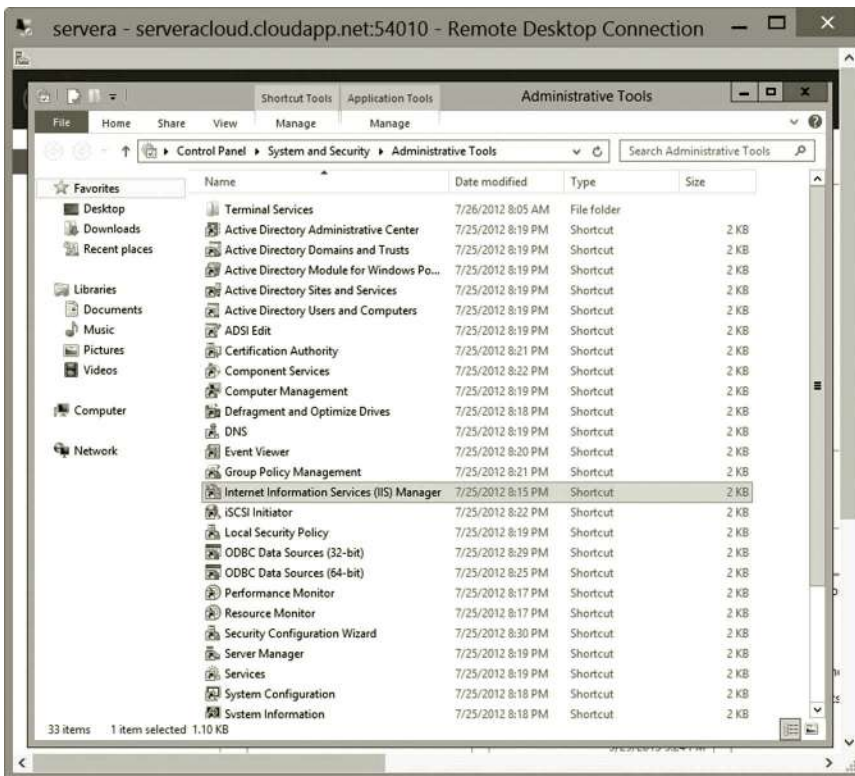 servera - serveracloud.cloudapp.net:54010 - Remote Desktop Connection
Shortcut Tools Application Tools Administrative Tools
File Home Share View Manage Manage
Control Panel System and Security Administrative Tools Search Administrative Tools
Name Date modified Type Size
Favorites
Desktop
Downloads
Recent places
Libraries
Documents
Music
Pictures
Videos
Computer
Network
Terminal Services 7/26/2012 8:05 AM File folder
Active Directory Administrative Center 7/25/2012 8:19 PM Shortcut 2 KB
Active Directory Domains and Trusts 7/25/2012 8:19 PM Shortcut 2 KB
Active Directory Module for Windows Po... 7/25/2012 8:19 PM Shortcut 2 KB
Active Directory Sites and Services 7/25/2012 8:19 PM Shortcut 2 KB
Active Directory Users and Computers 7/25/2012 8:19 PM Shortcut 2 KB
ADSI Edit 7/25/2012 8:19 PM Shortcut 2 KB
Certification Authority 7/25/2012 8:21 PM Shortcut 2 KB
Component Services 7/25/2012 8:22 PM Shortcut 2 KB
Computer Management 7/25/2012 8:19 PM Shortcut 2 KB
Defragment and Optimize Drives 7/25/2012 8:18 PM Shortcut 2 KB
DNS 7/25/2012 8:19 PM Shortcut 2 KB
Event Viewer 7/25/2012 8:20 PM Shortcut 2 KB
Group Policy Management 7/25/2012 8:21 PM Shortcut 2 KB
Internet Information Services (IIS) Manager 7/25/2012 8:15 PM Shortcut 2 KB
iSCSI Initiator 7/25/2012 8:22 PM Shortcut 2 KB
Local Security Policy 7/25/2012 8:19 PM Shortcut 2 KB
ODBC Data Sources (32-bit) 7/25/2012 8:29 PM Shortcut 2 KB
ODBC Data Sources (64-bit) 7/25/2012 8:25 PM Shortcut 2 KB
Performance Monitor 7/25/2012 8:17 PM Shortcut 2 KB
Resource Monitor 7/25/2012 8:17 PM Shortcut 2 KB
Security Configuration Wizard 7/25/2012 8:30 PM Shortcut 2 KB
Server Manager 7/25/2012 8:19 PM Shortcut 2 KB
Services 7/25/2012 8:19 PM Shortcut 2 KB
System Configuration 7/25/2012 8:18 PM Shortcut 2 KB
System Information 7/25/2012 8:18 PM Shortcut 2 KB
33 items 1 item selected 1.10 KB